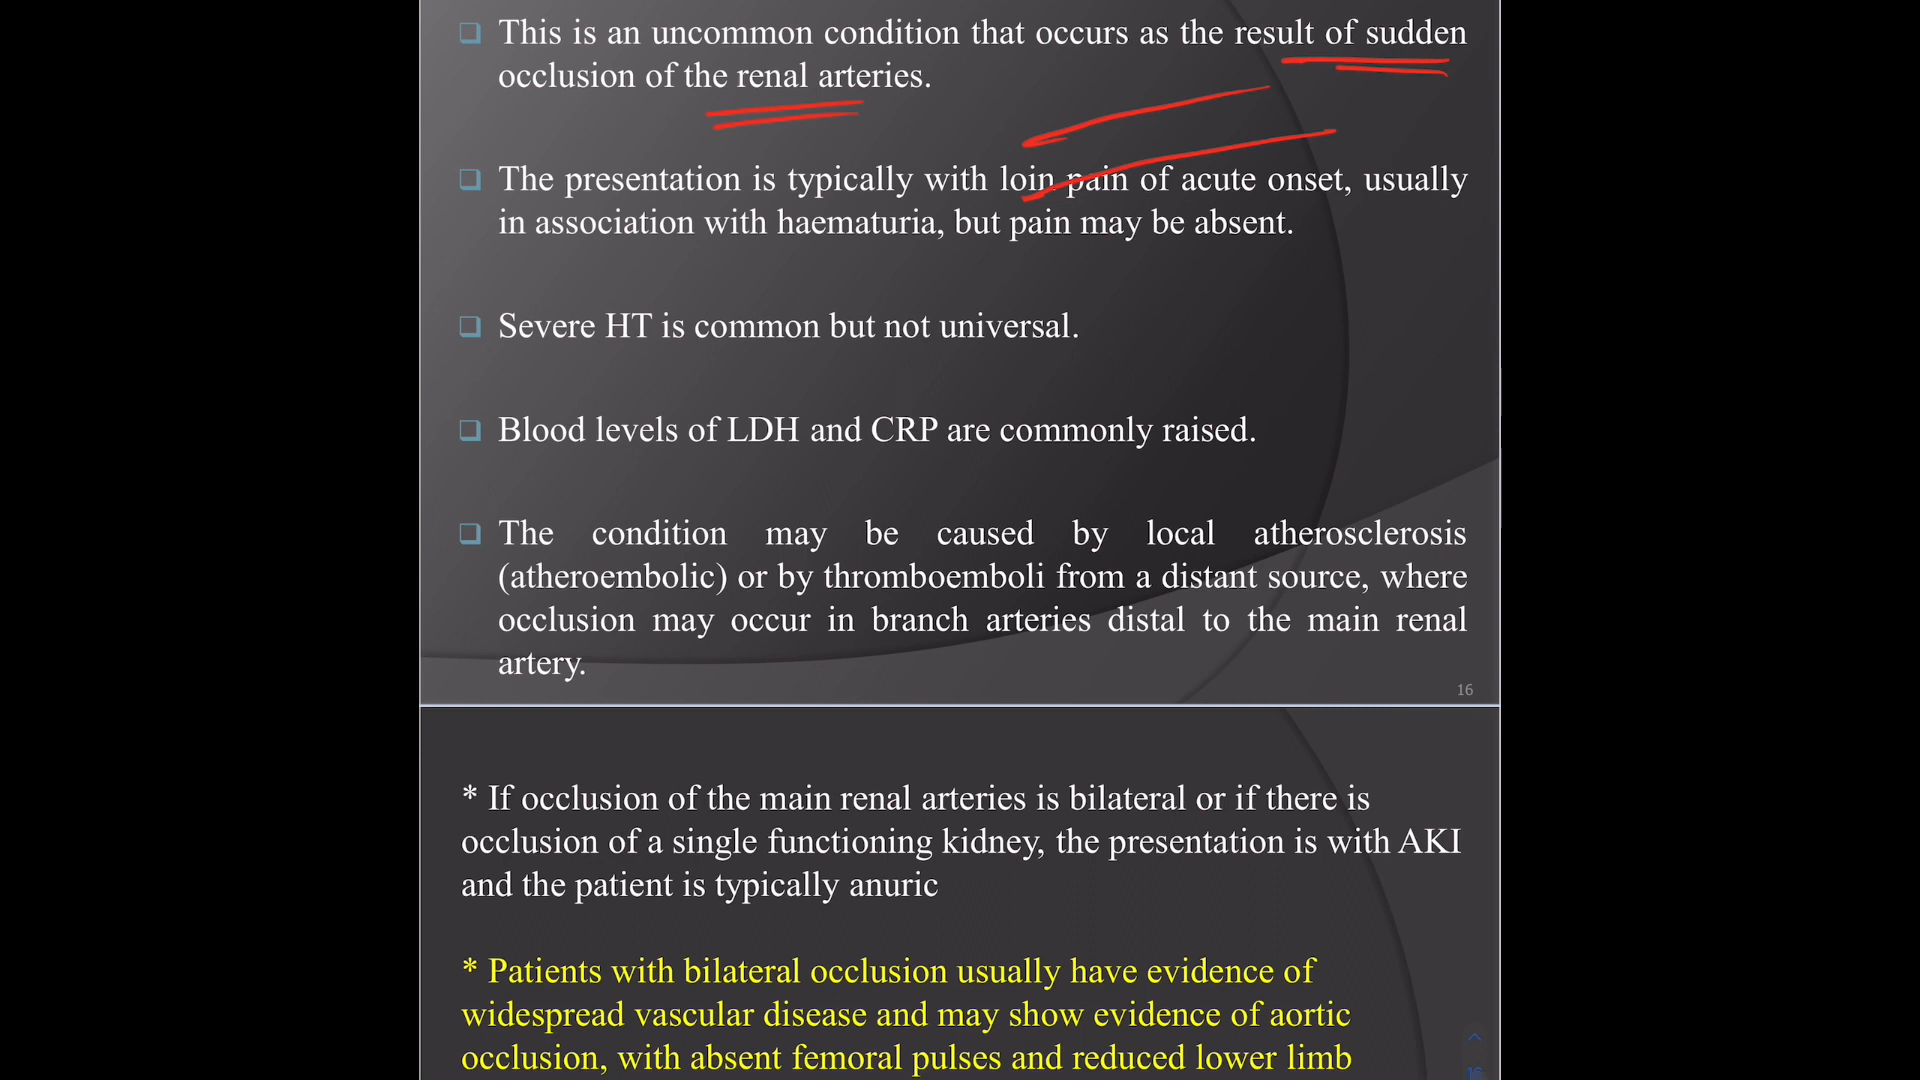 ❑ This is an uncommon condition that occurs as the result of sudden
occlusion of the renal arteries.
❑ The presentation is typically with loin pain of acute onset, usually
in association with haematuria, but pain may be absent.
❑ Severe HT is common but not universal.
❑ Blood levels of LDH and CRP are commonly raised.
❑ The condition may be caused by local atherosclerosis
(atheroembolic) or by thromboemboli from a distant source, where
occlusion may occur in branch arteries distal to the main renal
artery.
16
* If occlusion of the main renal arteries is bilateral or if there is
occlusion of a single functioning kidney, the presentation is with AKI
and the patient is typically anuric
* Patients with bilateral occlusion usually have evidence of
widespread vascular disease and may show evidence of aortic
occlusion, with absent femoral pulses and reduced lower limb
16